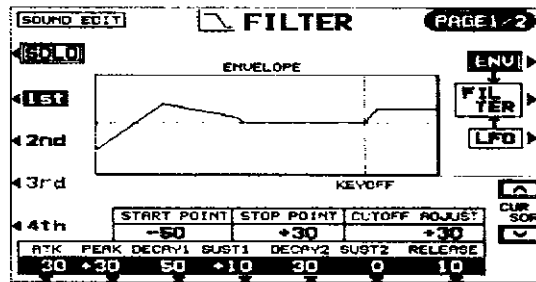 SOUND EDIT FILTER PAGE1/2
SOLO
ENVELOPE
ENV
1st
FIL
TER
2nd
LFO
3rd
KEYOFF
CUR
SOR
4th
START POINT STOP POINT CUTOFF ADJUST
-50 +30 +30
ATK PEAK DECAY1 SUST1 DECAY2 SUST2 RELEASE
30 +30 50 +10 30 0 10